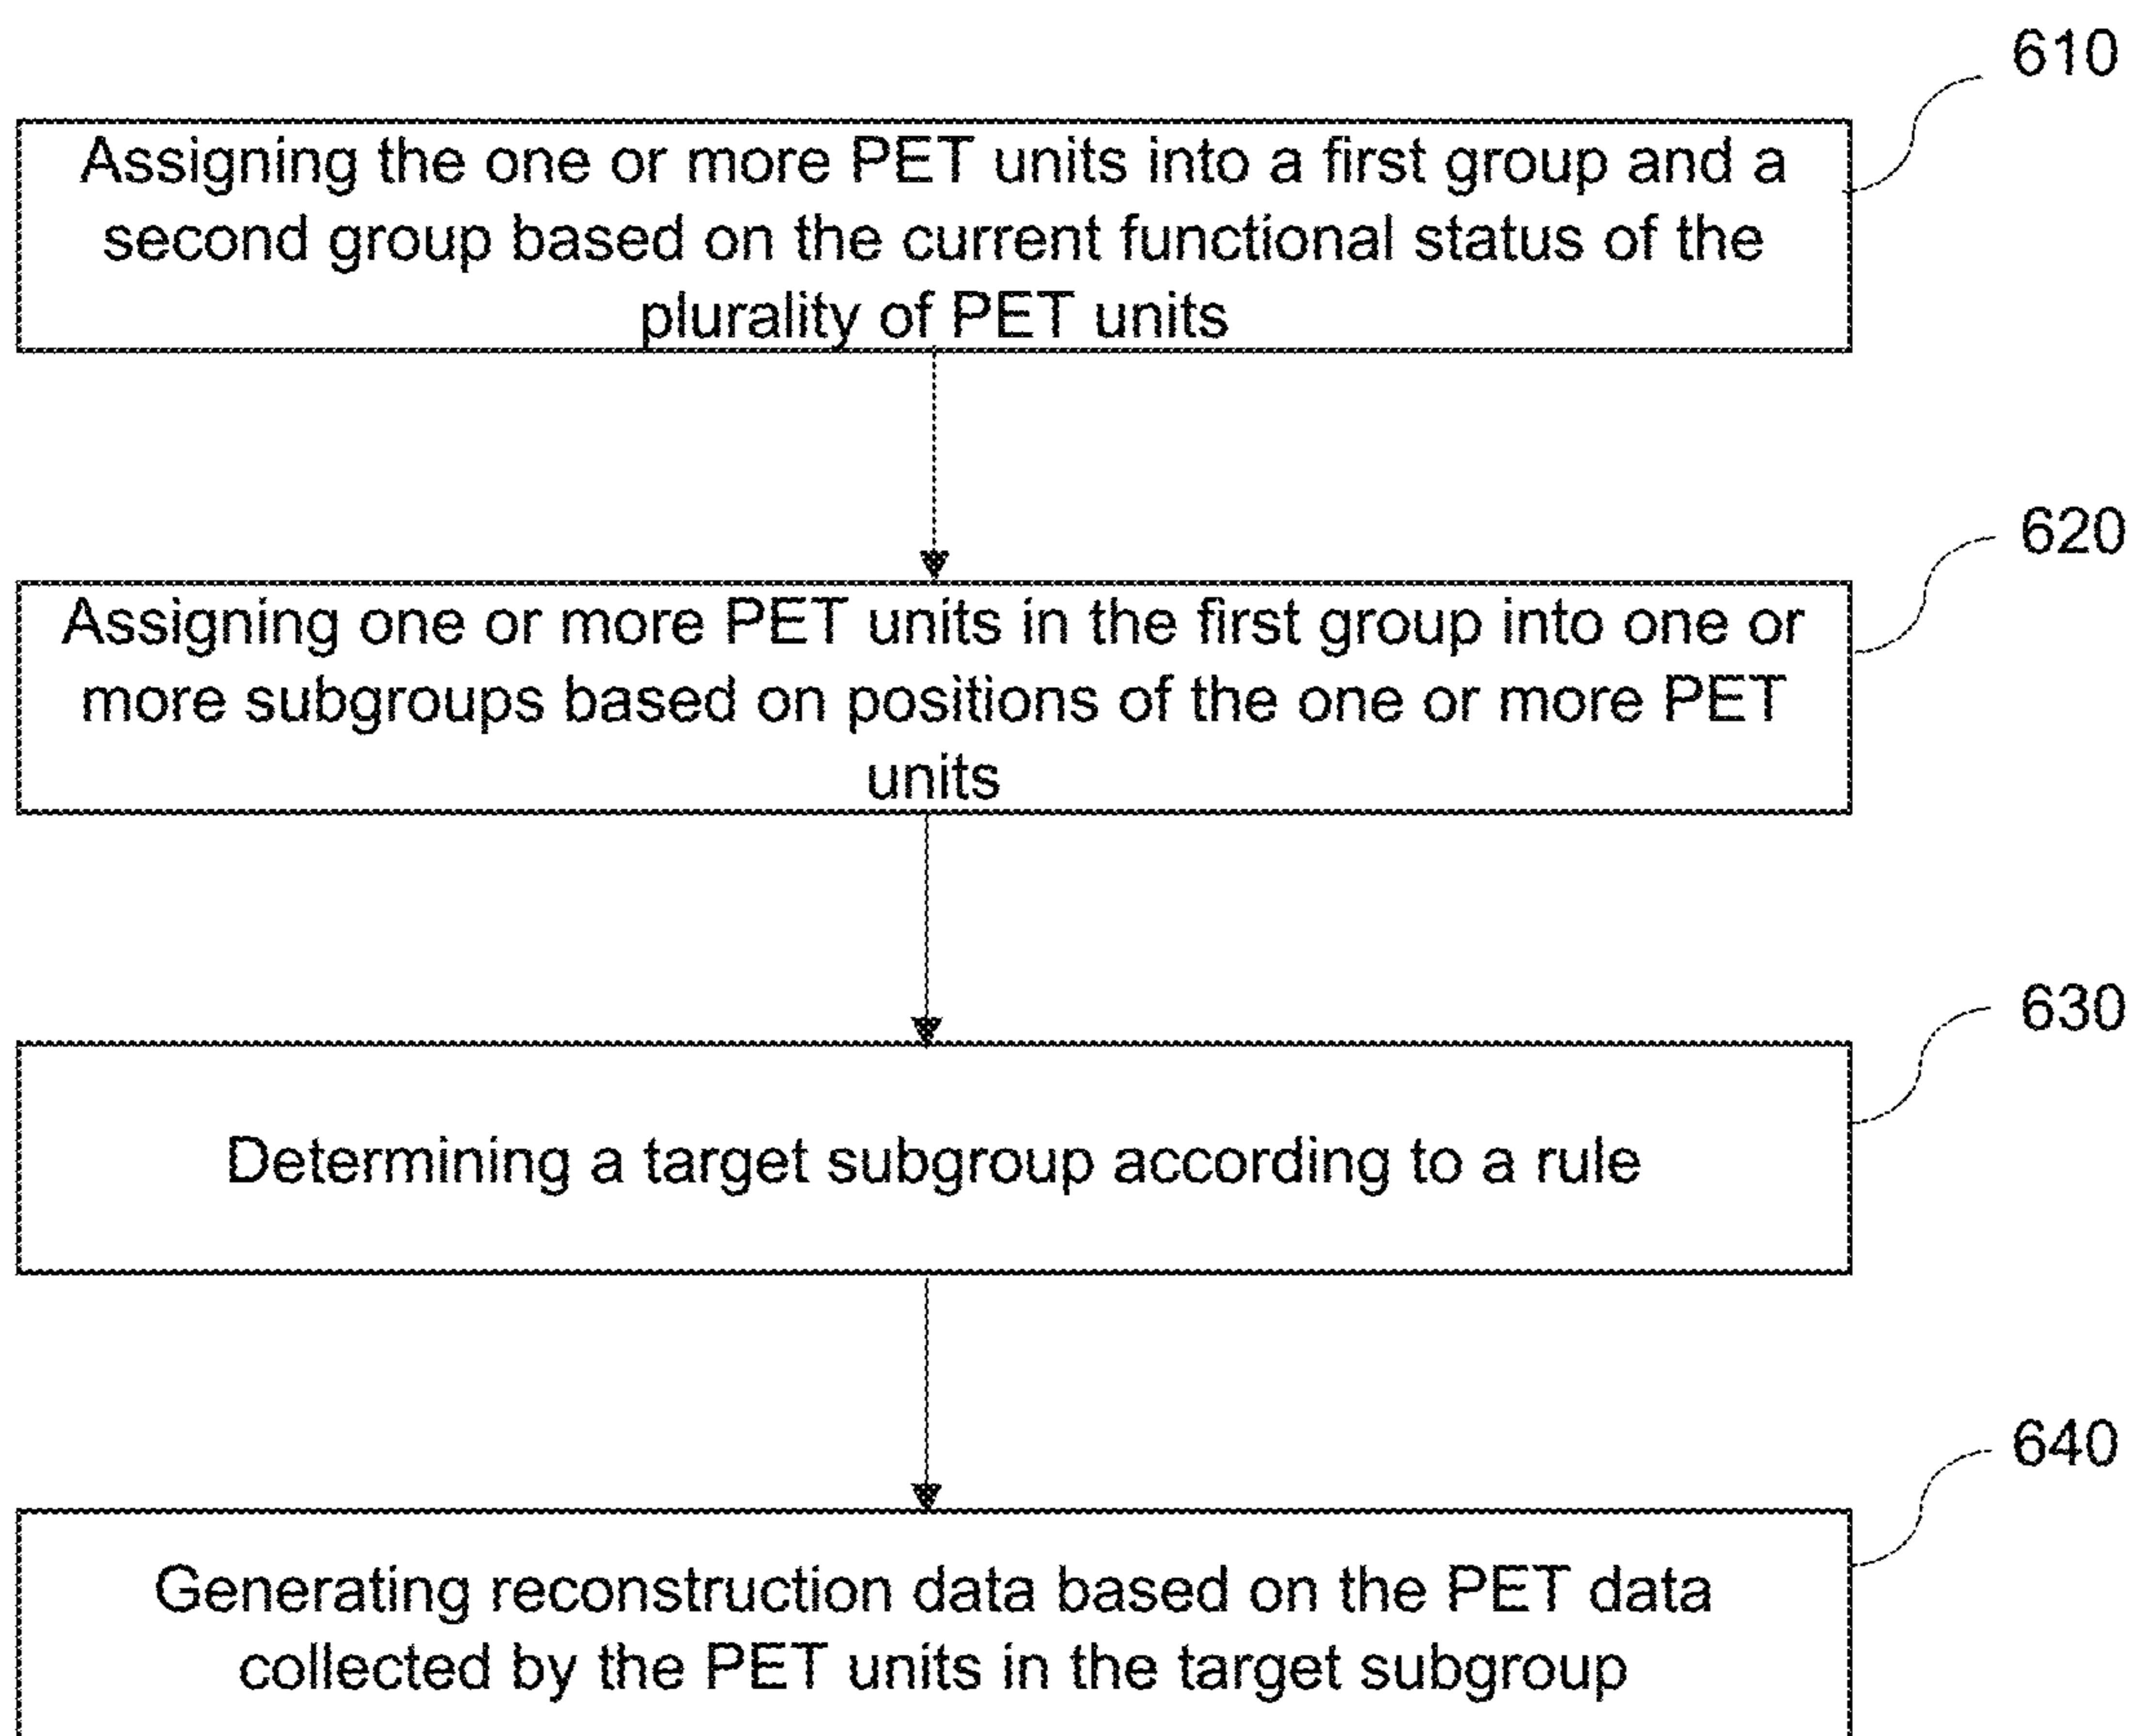 610
Assigning the one or more PET units into a first group and a
second group based on the current functional status of the
plurality of PET units
620
Assigning one or more PET units in the first group into one or
more subgroups based on positions of the one or more PET
units
630
Determining a target subgroup according to a rule
640
Generating reconstruction data based on the PET data
collected by the PET units in the target subgroup